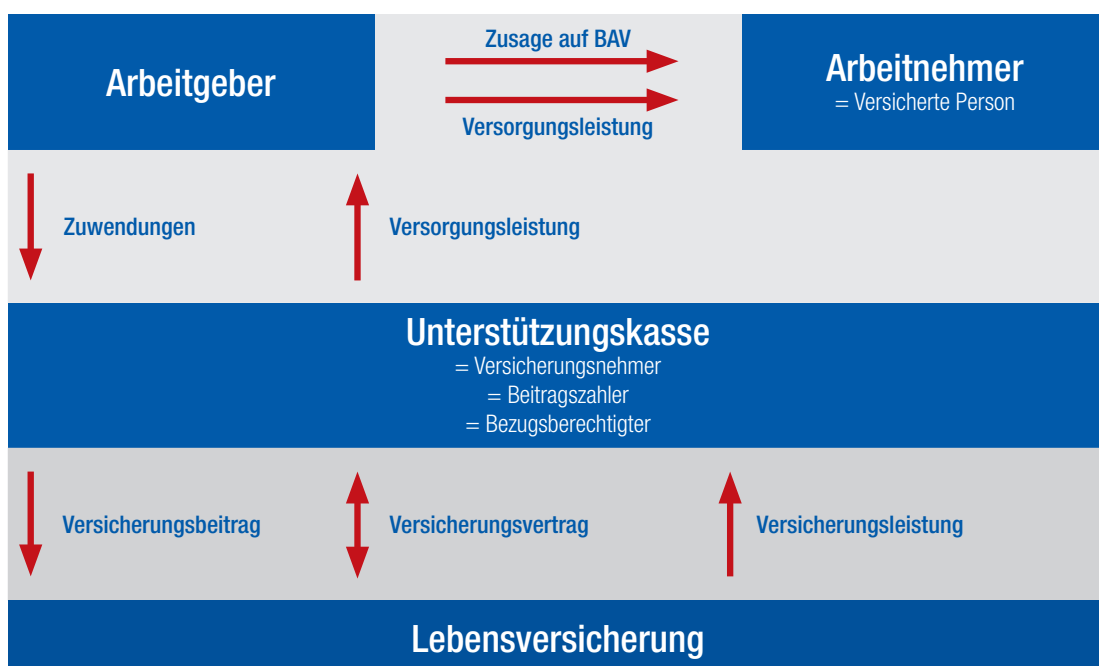 Arbeitgeber
Zusage auf BAV
Versorgungsleistung
Arbeitnehmer
= Versicherte Person
Zuwendungen
Versorgungsleistung
Unterstützungskasse
= Versicherungsnehmer
= Beitragszahler
= Bezugsberechtigter
Versicherungsbeitrag
Versicherungsvertrag
Versicherungsleistung
Lebensversicherung